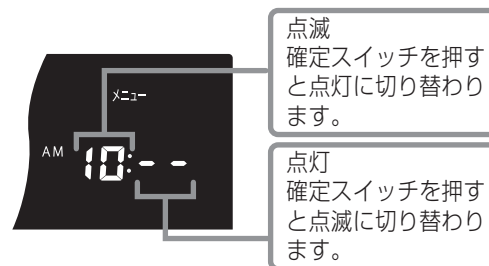 メニュー
AM 10:--
点滅
確定スイッチを押す
と点灯に切り替わり
ます。
点灯
確定スイッチを押す
と点滅に切り替わり
ます。